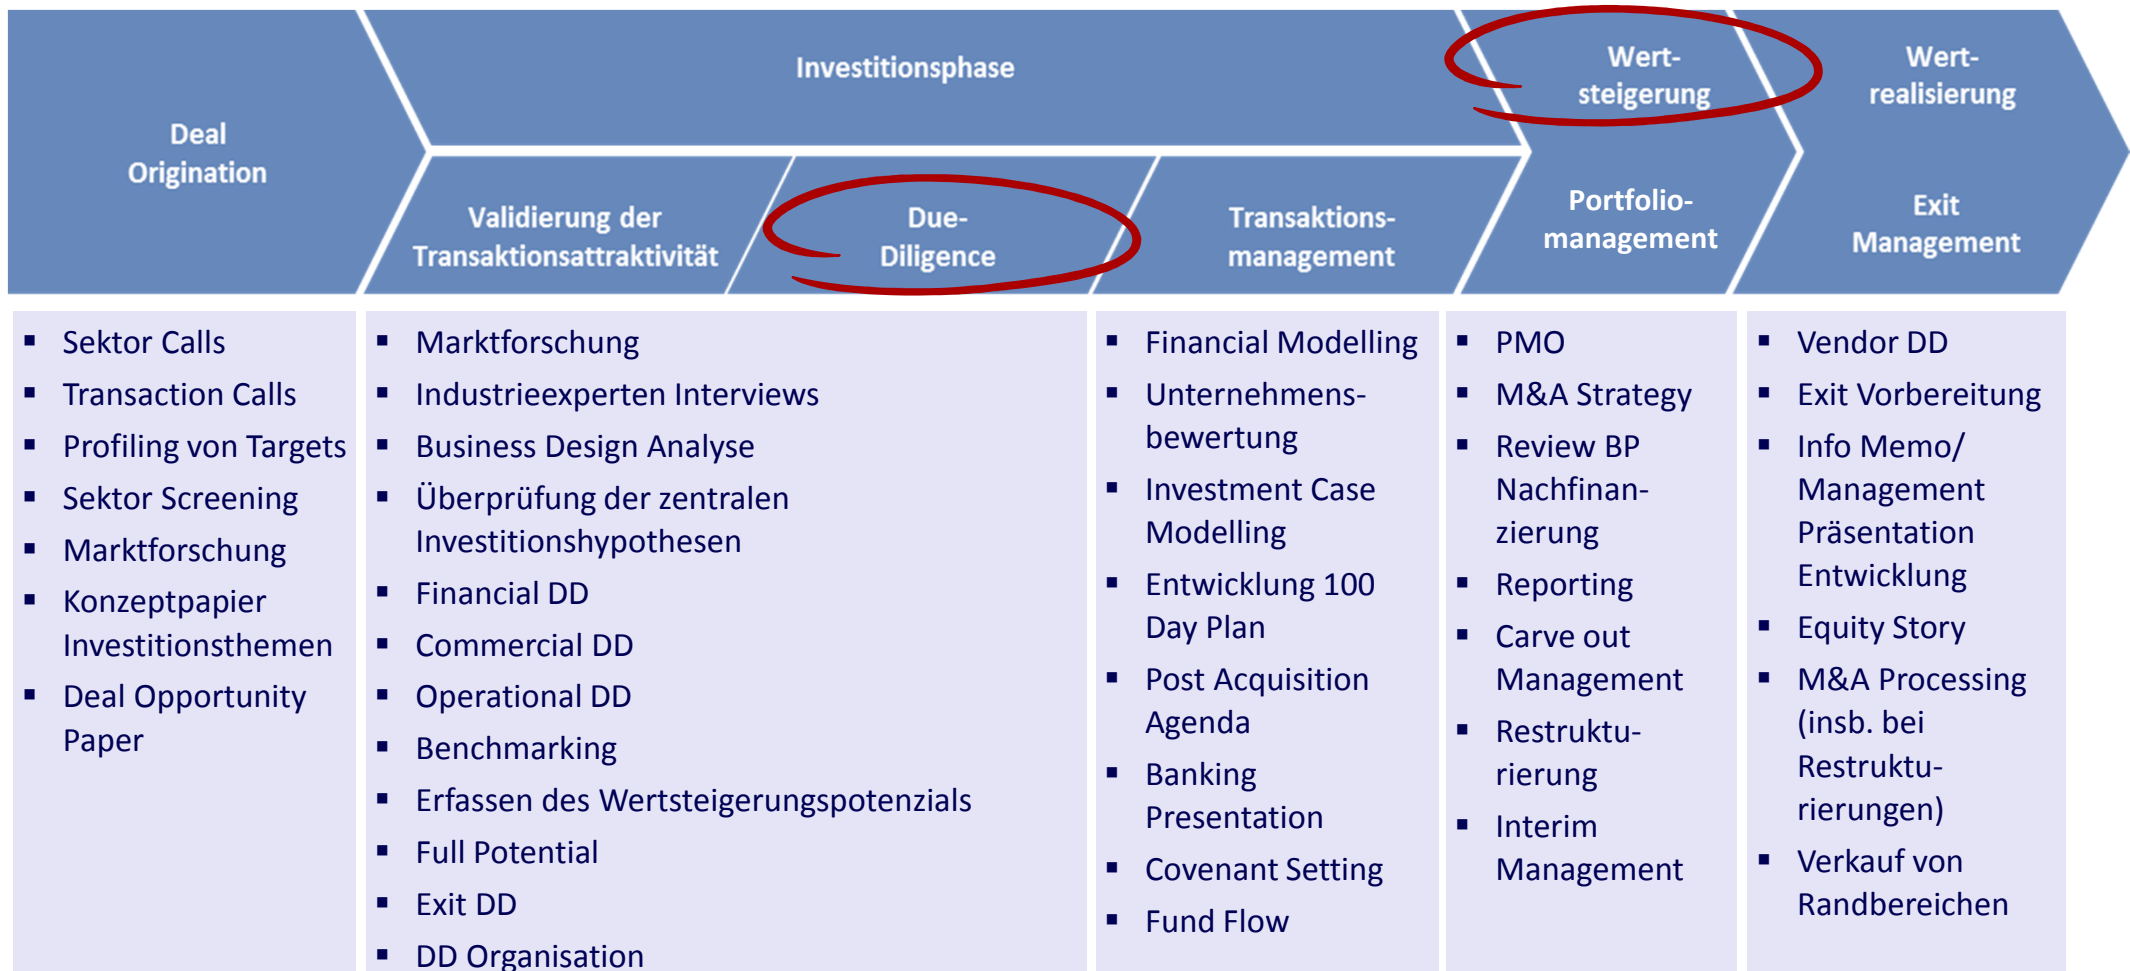 Deal
Origination
Investitionsphase
Validierung der
Transaktionsattraktivität
Due-
Diligence
Transaktions-
management
Wert-
steigerung
Portfolio-
management
Wert-
realisierung
Exit
Management
▪ Sektor Calls
▪ Transaction Calls
▪ Profiling von Targets
▪ Sektor Screening
▪ Marktforschung
▪ Konzeptpapier
Investitionsthemen
▪ Deal Opportunity
Paper
▪ Marktforschung
▪ Industrieexperten Interviews
▪ Business Design Analyse
▪ Überprüfung der zentralen
Investitionshypothesen
▪ Financial DD
▪ Commercial DD
▪ Operational DD
▪ Benchmarking
▪ Erfassen des Wertsteigerungspotenzials
▪ Full Potential
▪ Exit DD
▪ DD Organisation
▪ Financial Modelling
▪ Unternehmens-
bewertung
▪ Investment Case
Modelling
▪ Entwicklung 100
Day Plan
▪ Post Acquisition
Agenda
▪ Banking
Presentation
▪ Covenant Setting
▪ Fund Flow
▪ PMO
▪ M&A Strategy
▪ Review BP
Nachfinan-
zierung
▪ Reporting
▪ Carve out
Management
▪ Restruktu-
rierung
▪ Interim
Management
▪ Vendor DD
▪ Exit Vorbereitung
▪ Info Memo/
Management
Präsentation
Entwicklung
▪ Equity Story
▪ M&A Processing
(insb. bei
Restruktu-
rierungen)
▪ Verkauf von
Randbereichen